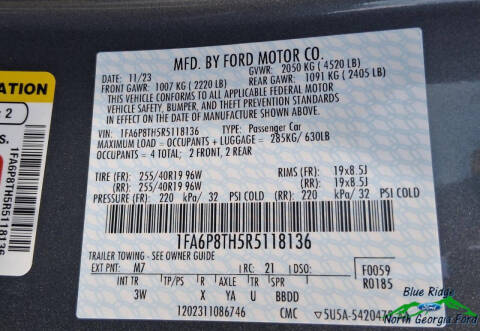 MFD. BY FORD MOTOR CO.
DATE: 11/23 GVWR: 2050 KG ( 4520 LB)
FRONT GAWR: 1007 KG ( 2220 LB) REAR GAWR: 1091 KG ( 2405 LB)
THIS VEHICLE CONFORMS TO ALL APPLICABLE FEDERAL MOTOR
VEHICLE SAFETY, BUMPER, AND THEFT PREVENTION STANDARDS
IN EFFECT ON THE DATE OF MANUFACTURE SHOWN ABOVE.
VIN: 1FA6P8TH5R5118136 TYPE: Passenger Car
MAXIMUM LOAD = OCCUPANTS + LUGGAGE = 285KG/ 630LB
OCCUPANTS = 4 TOTAL; 2 FRONT, 2 REAR
TIRE (FR): 255/40R19 96W RIMS (FR): 19x8.5J
(RR): 255/40R19 96W (RR): 19x8.5J
PRESSURE (FR): 220 kPa/ 32 PSI COLD (RR): 220 kPa/ 32 PSI COLD
1FA6P8TH5R5118136
TRAILER TOWING - SEE OWNER GUIDE
EXT PNT: M7 RC: 21 DSO: F0059
R0185
INT TR TP/PS R AXLE TR SPR
3W X YA U BBDD
1202311086746 CMC 5U5A-542047
ATION
2
S.
1FA6P8TH5R5118136
Blue Ridge
North Georgia Ford